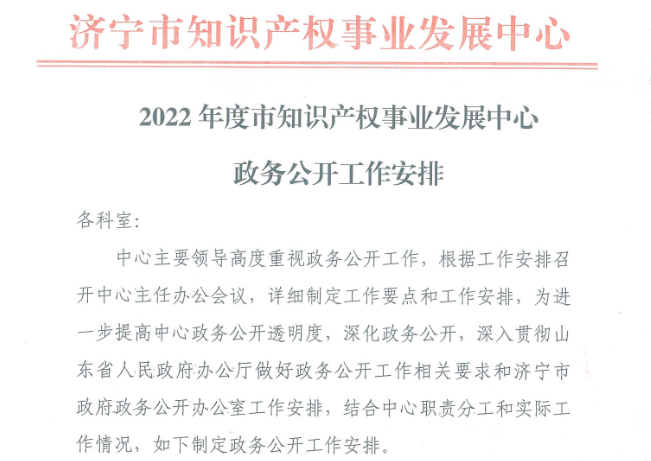 济宁市知识产权事业发展中心
2022 年度市知识产权事业发展中心
政务公开工作安排
各科室：
中心主要领导高度重视政务公开工作，根据工作安排召
开中心主任办公会议，详细制定工作要点和工作安排，为进
一步提高中心政务公开透明度，深化政务公开，深入贯彻山
东省人民政府办公厅做好政务公开工作相关要求和济宁市
政府政务公开办公室工作安排，结合中心职责分工和实际工
作情况，如下制定政务公开工作安排。